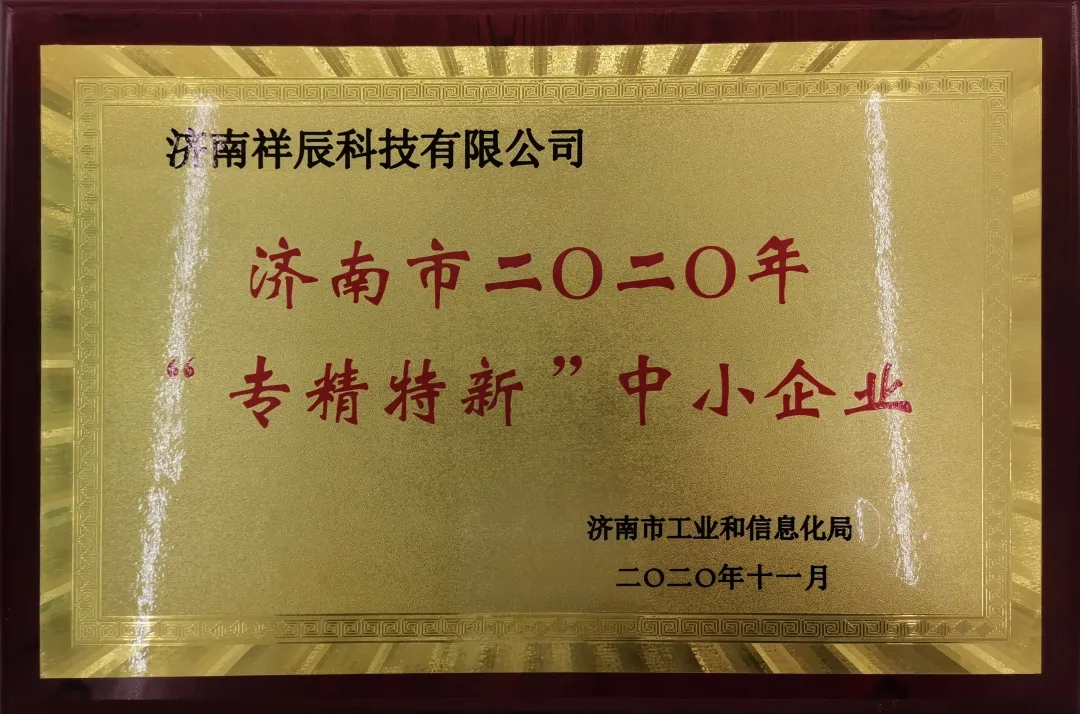 济南祥辰科技有限公司
济南市二〇二〇年
“专精特新”中小企业
济南市工业和信息化局
二〇二〇年十一月